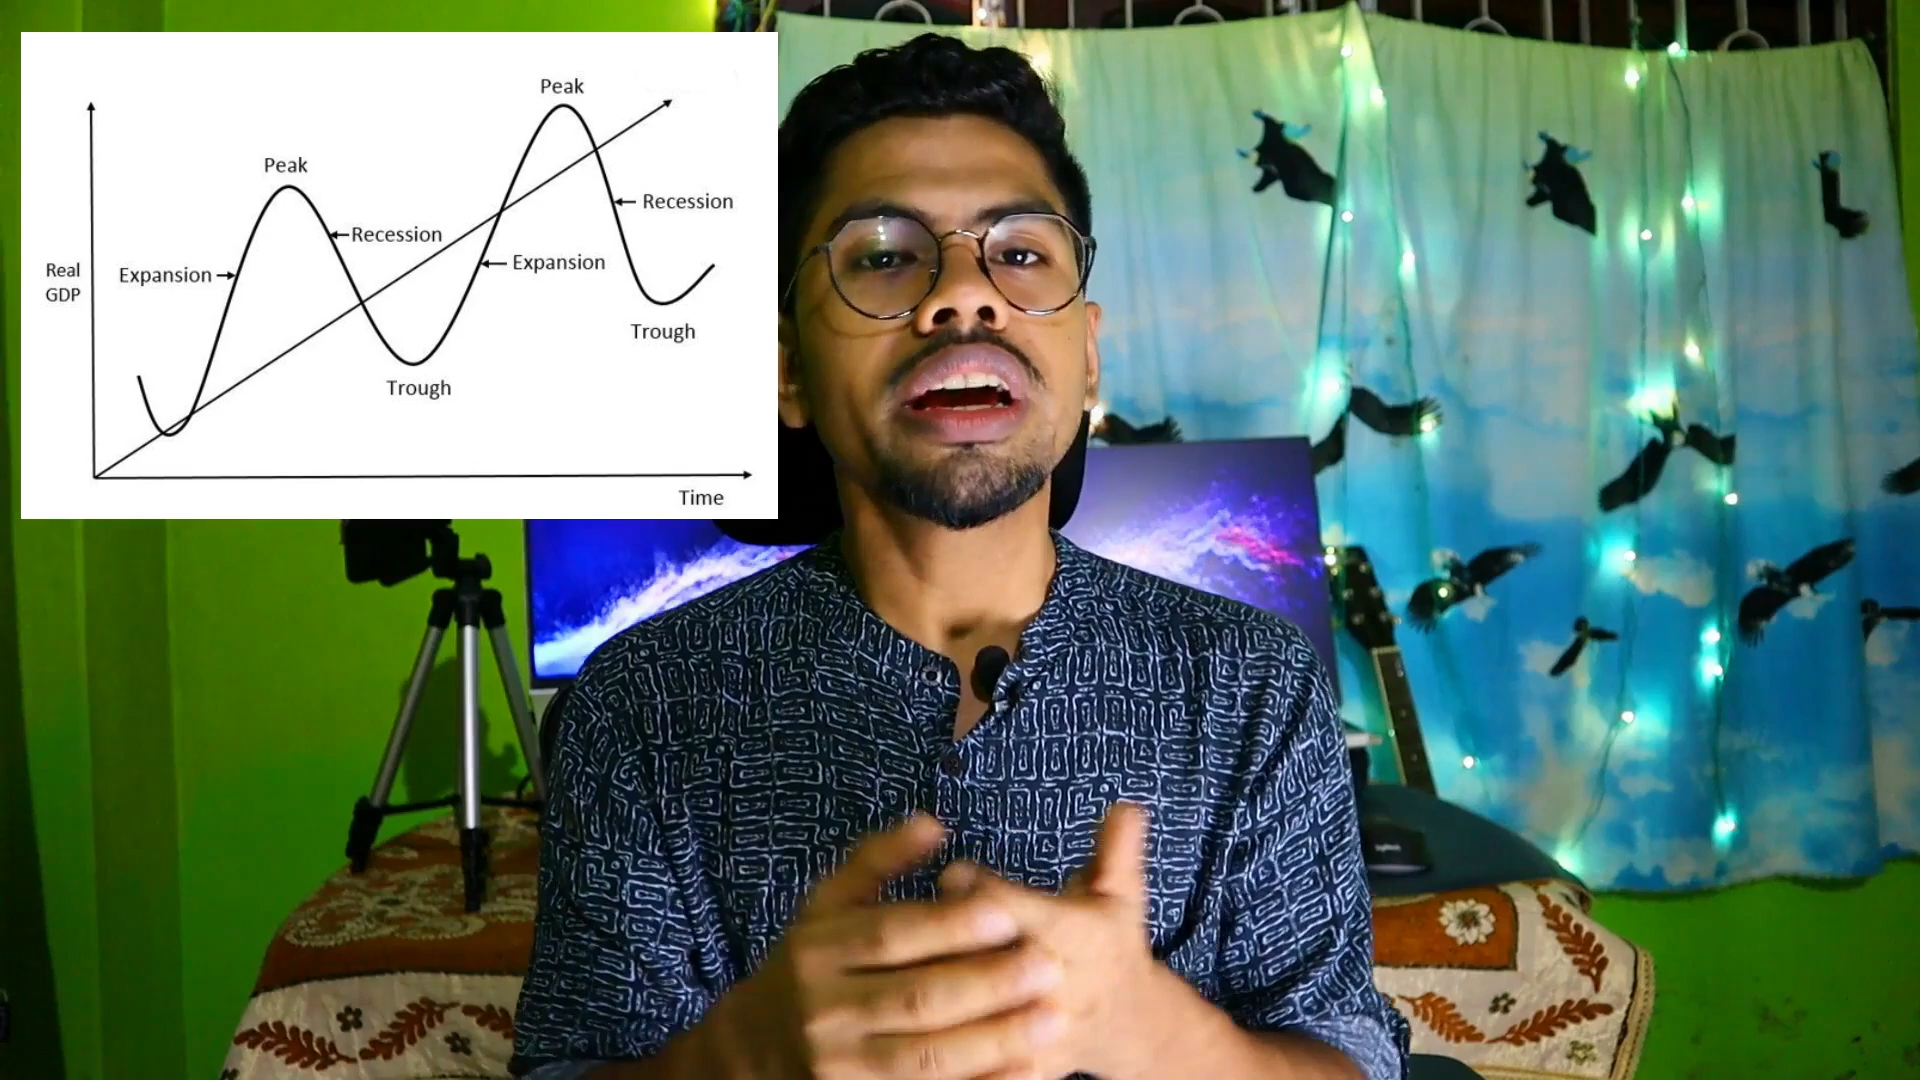 Peak
Peak
Recession
Recession
Expansion
Expansion
Real
GDP
Trough
Trough
Time